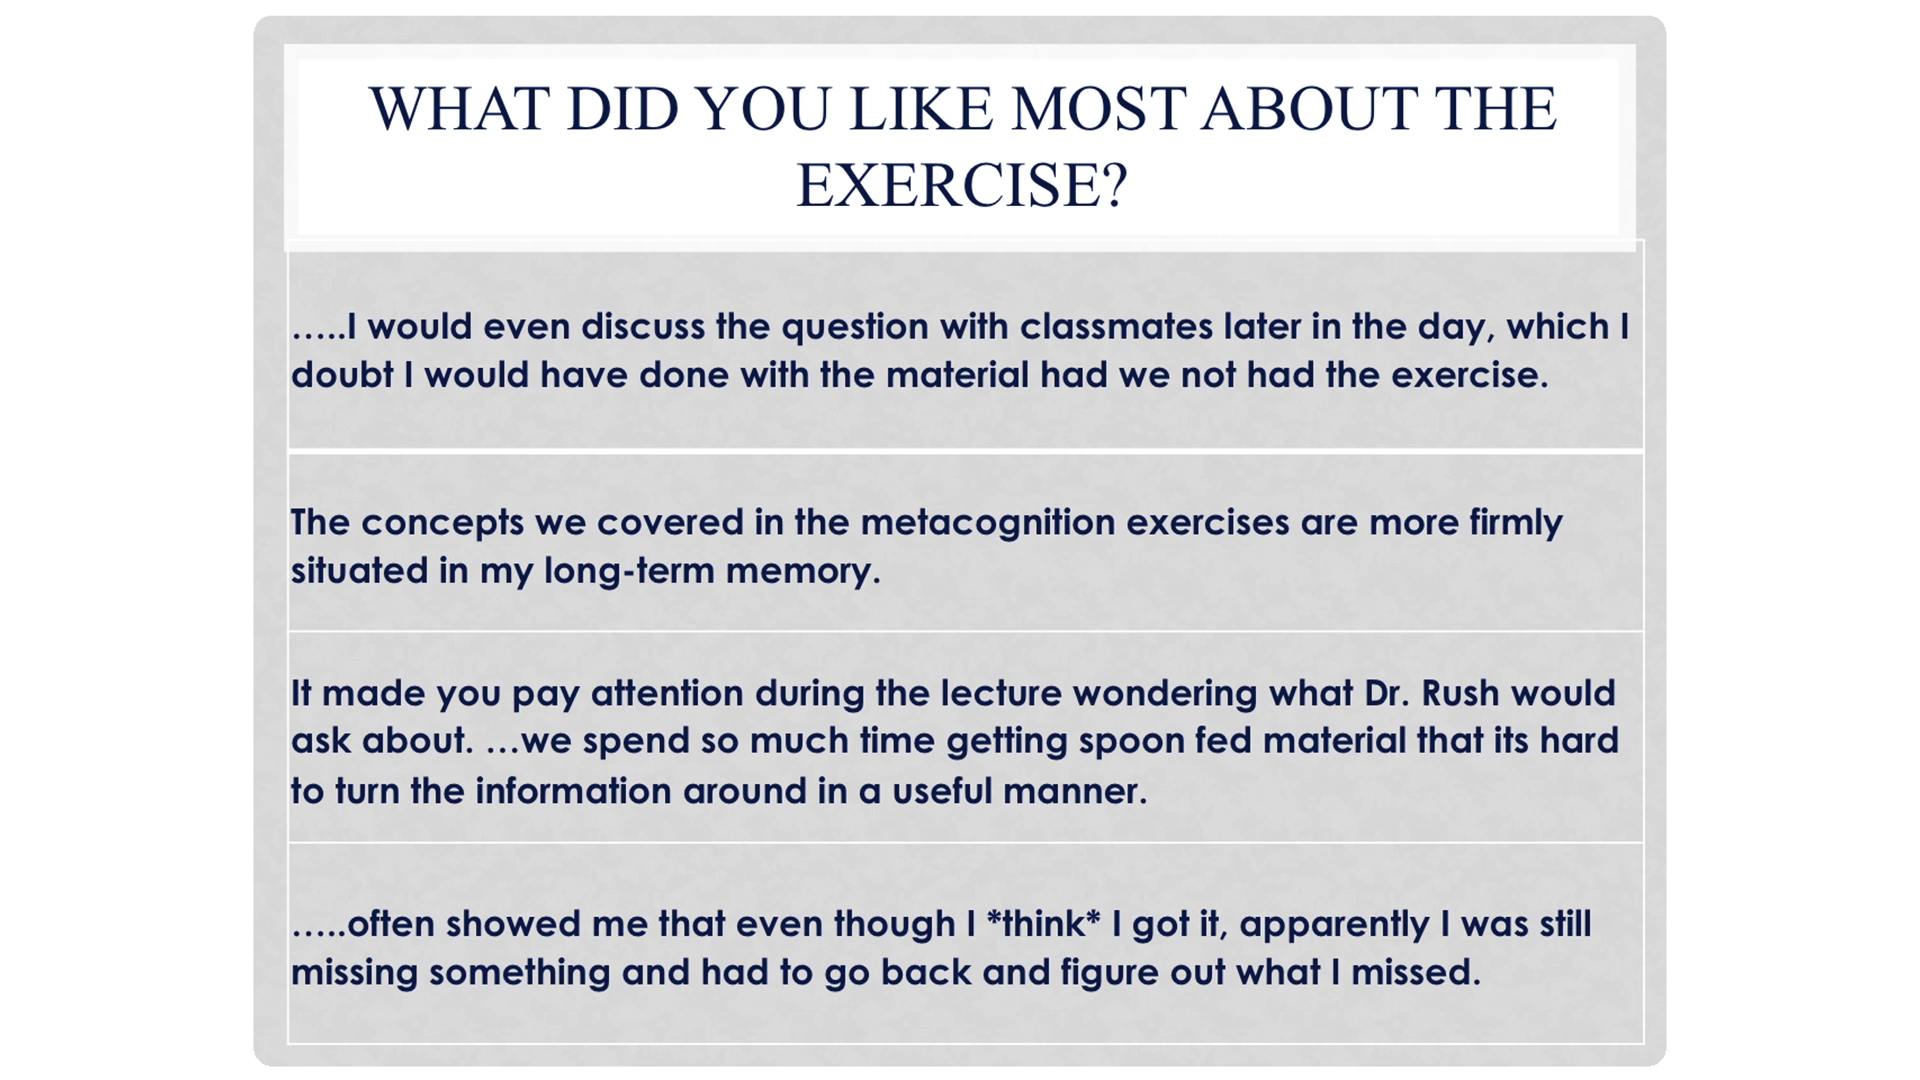 WHAT DID YOU LIKE MOST ABOUT THE
EXERCISE?
…..I would even discuss the question with classmates later in the day, which I
doubt I would have done with the material had we not had the exercise.
The concepts we covered in the metacognition exercises are more firmly
situated in my long-term memory.
It made you pay attention during the lecture wondering what Dr. Rush would
ask about. …we spend so much time getting spoon fed material that its hard
to turn the information around in a useful manner.
…..often showed me that even though I *think* I got it, apparently I was still
missing something and had to go back and figure out what I missed.